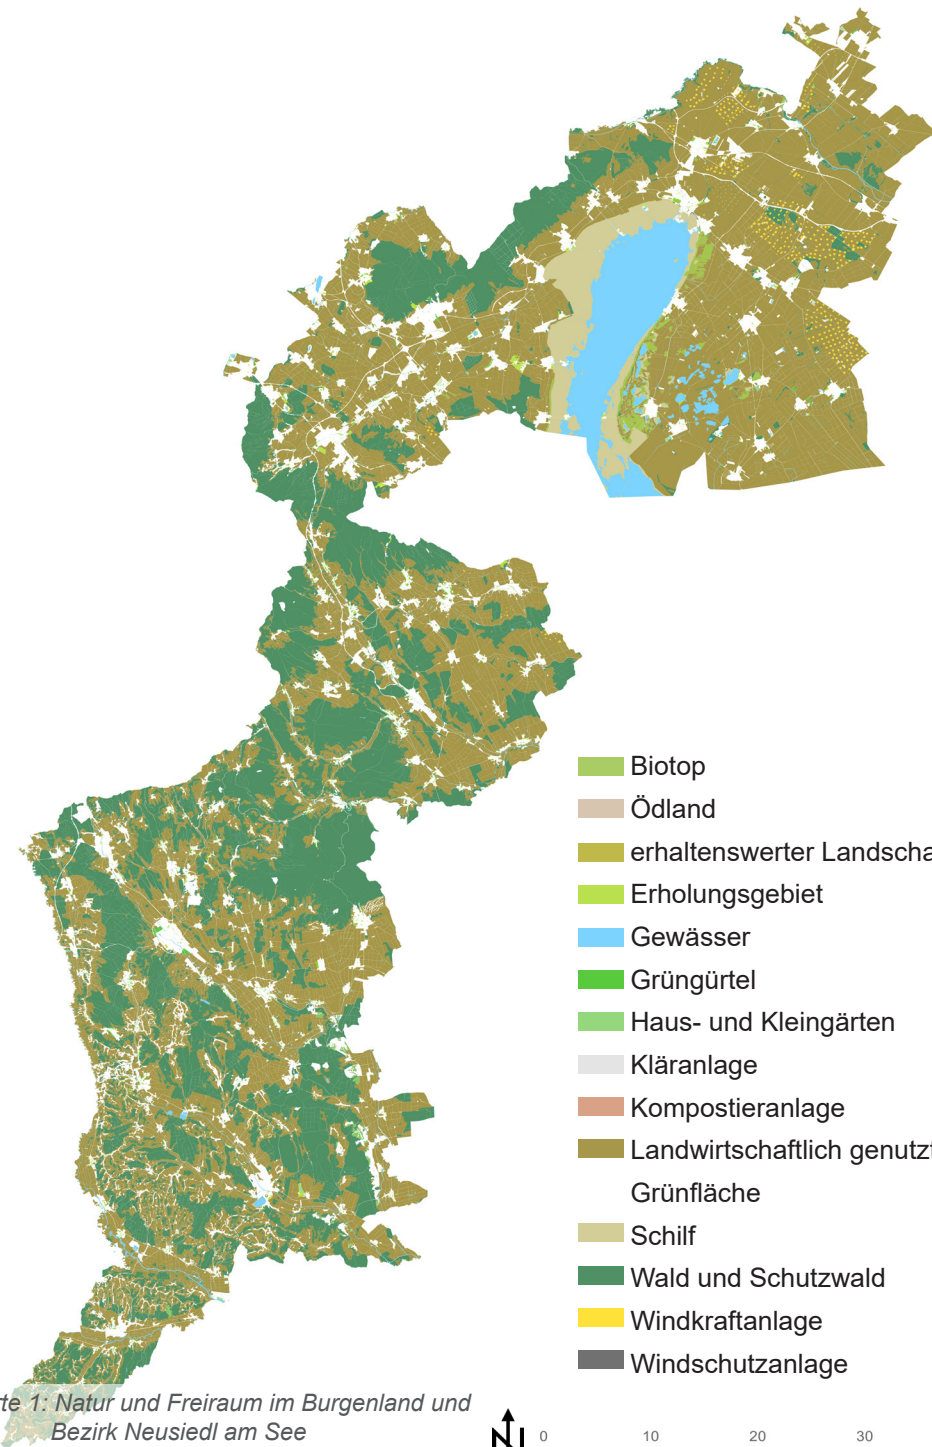 Biotop
Ödland
erhaltenswerter Landscha
Erholungsgebiet
Gewässer
Grüngürtel
Haus- und Kleingärten
Kläranlage
Kompostieranlage
Landwirtschaftlich genutzt
Grünfläche
Schilf
Wald und Schutzwald
Windkraftanlage
Windschutzanlage
rte 1: Natur und Freiraum im Burgenland und
Bezirk Neusiedl am See
N 0 10 20 30